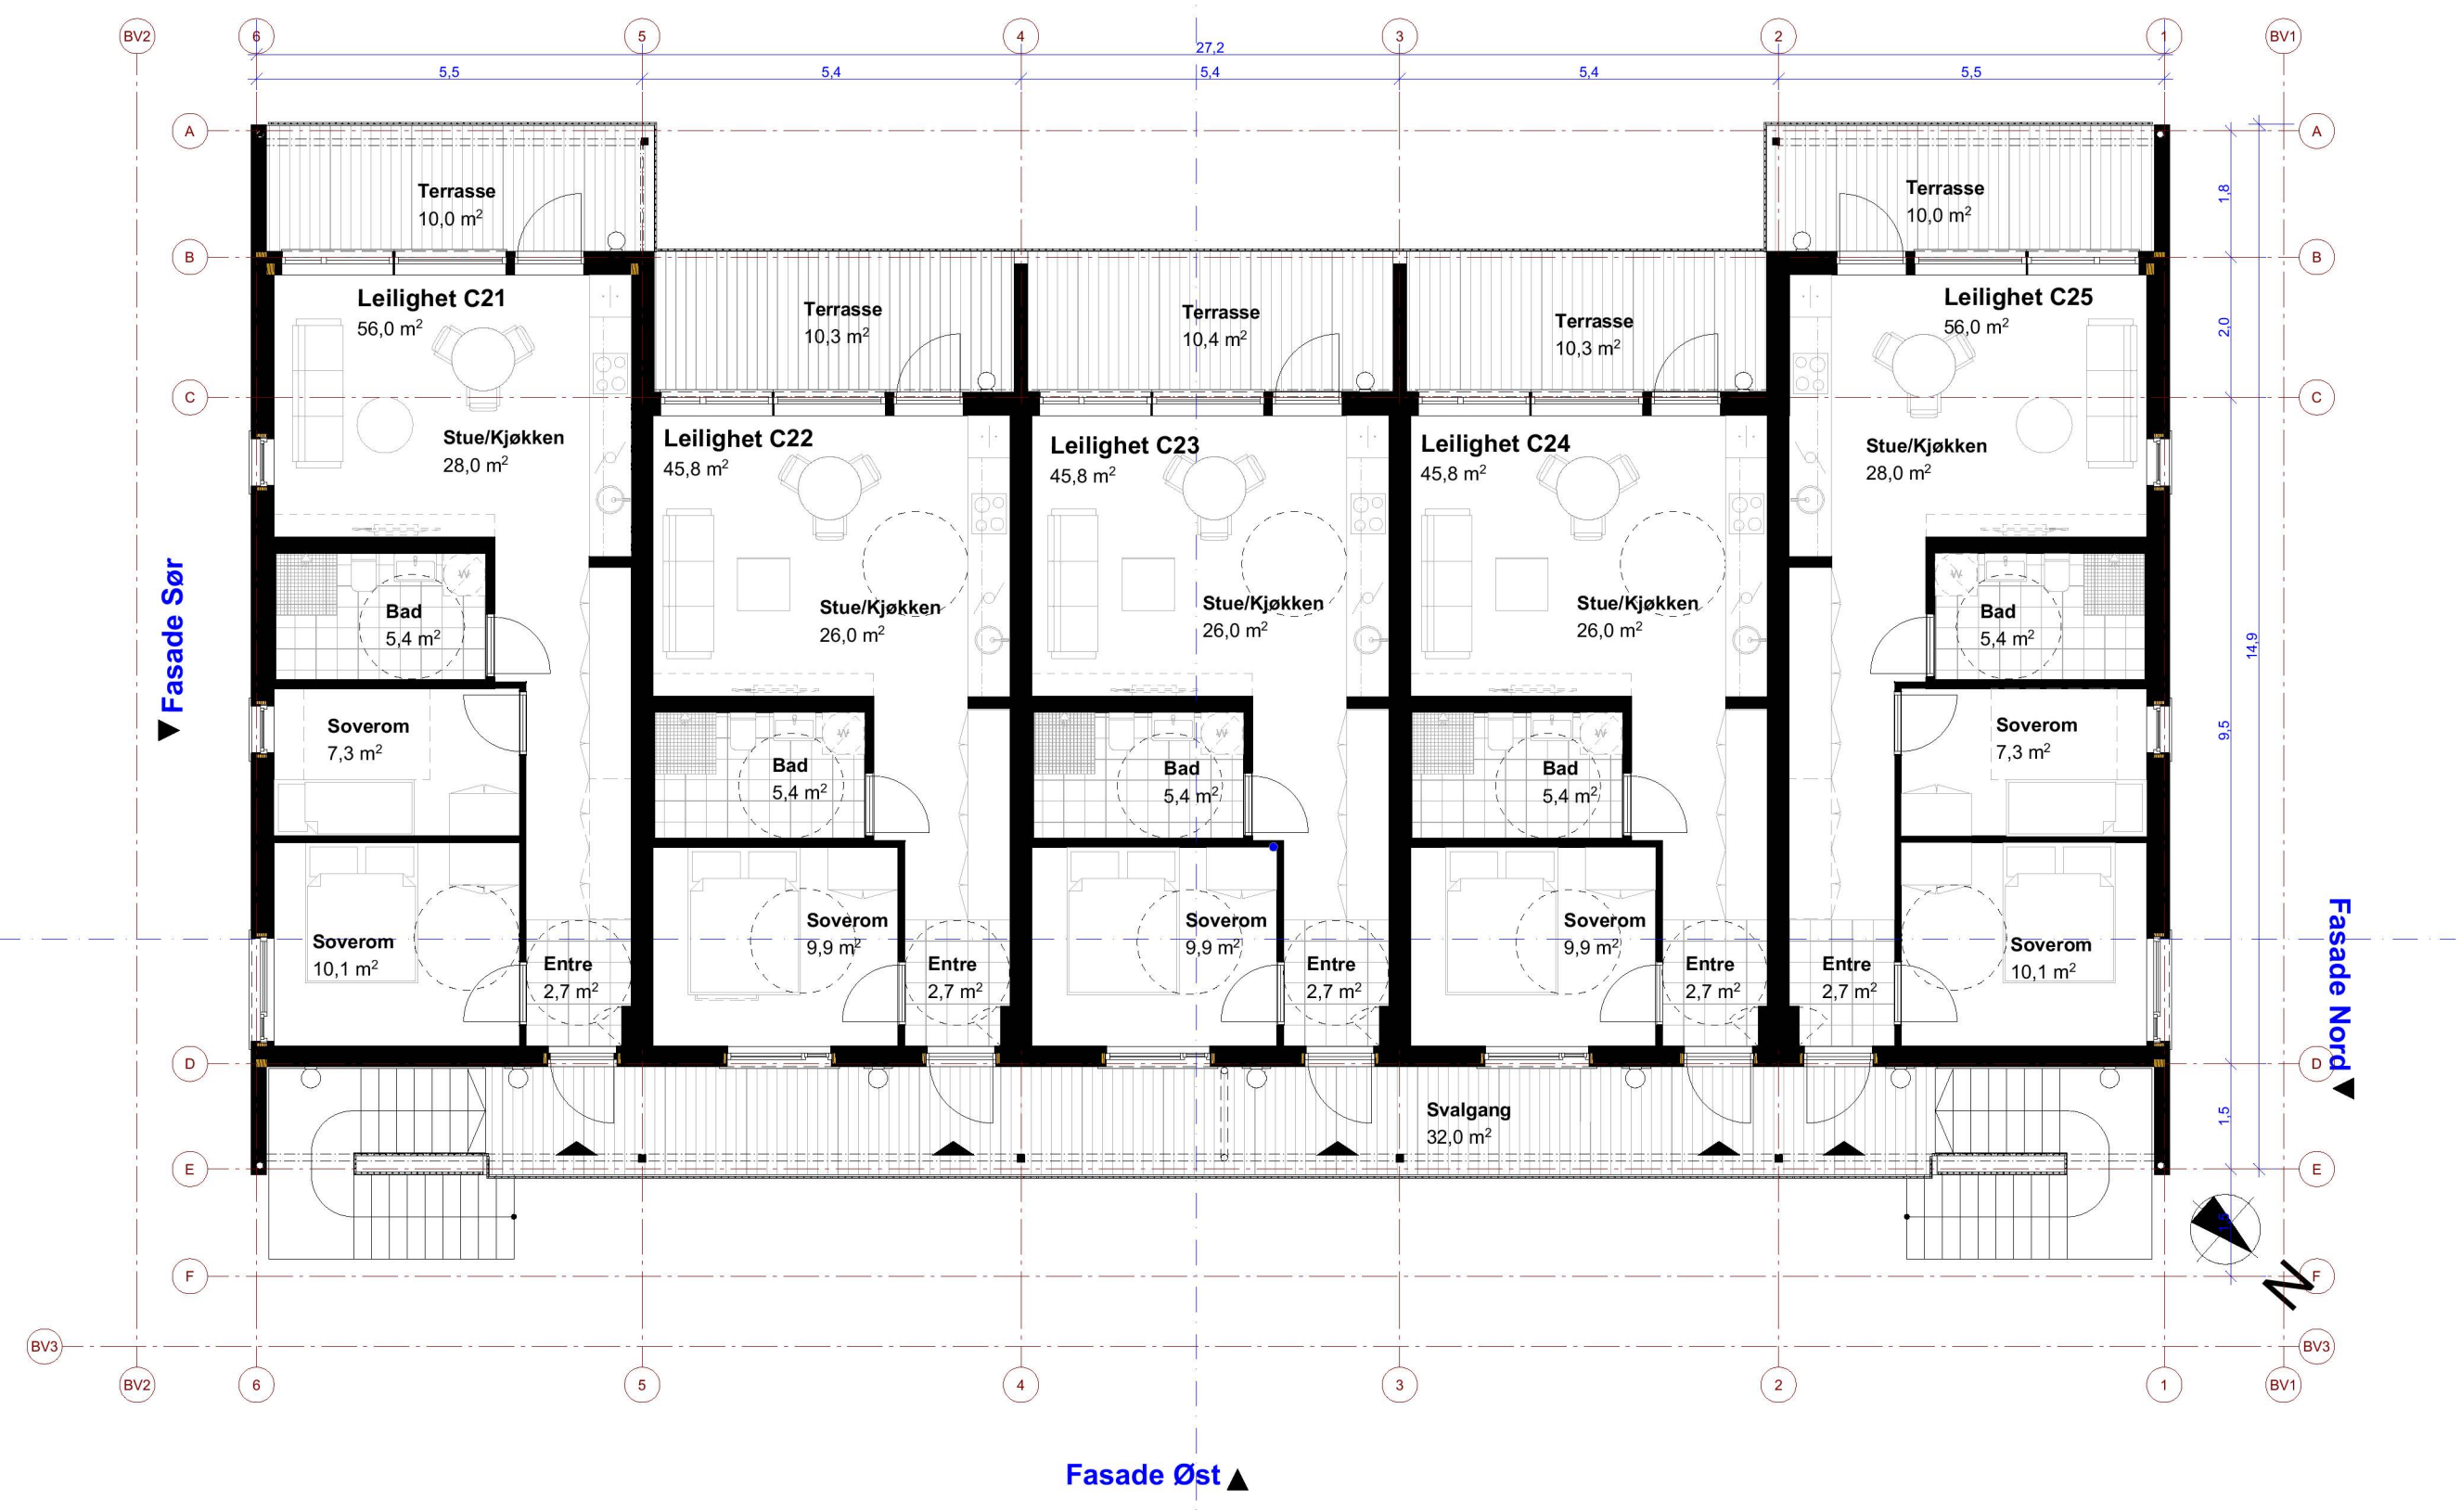 BV2
6
5
4
3
2
1
BV1
27,2
5,5
5,4
5,4
5,4
5,5
A
A
Terrasse
10,0 m²
Terrasse
10,0 m²
1,8
B
B
Leilighet C21
56,0 m²
Terrasse
10,3 m²
Terrasse
10,4 m²
Terrasse
10,3 m²
Leilighet C25
56,0 m²
2,0
C
C
Stue/Kjøkken
28,0 m²
Leilighet C22
45,8 m²
Leilighet C23
45,8 m²
Leilighet C24
45,8 m²
Stue/Kjøkken
28,0 m²
Fasade Sør
W
Bad
5,4 m²
Stue/Kjøkken
26,0 m²
Stue/Kjøkken
26,0 m²
Stue/Kjøkken
26,0 m²
W
Bad
5,4 m²
14,9
9,5
Soverom
7,3 m²
W
Bad
5,4 m²
W
Bad
5,4 m²
W
Bad
5,4 m²
Soverom
7,3 m²
Soverom
10,1 m²
Entre
2,7 m²
Soverom
9,9 m²
Entre
2,7 m²
Soverom
9,9 m²
Entre
2,7 m²
Soverom
9,9 m²
Entre
2,7 m²
Entre
2,7 m²
Soverom
10,1 m²
Fasade Nord
D
D
Svalgang
32,0 m²
1,5
E
E
1,5
N
F
F
BV3
BV3
BV2
6
5
4
3
2
1
BV1
Fasade Øst